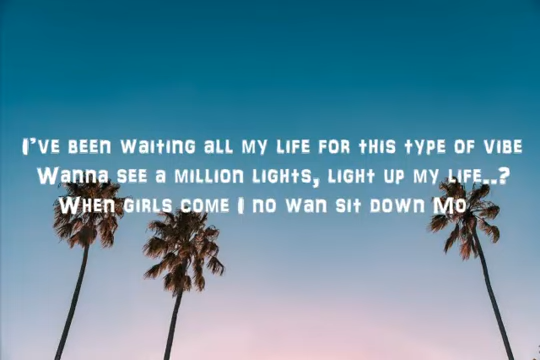 I've been waiting all my life for this type of vibe
Wanna see a million lights, light up my life..?
When girls come I no wan sit down Mo